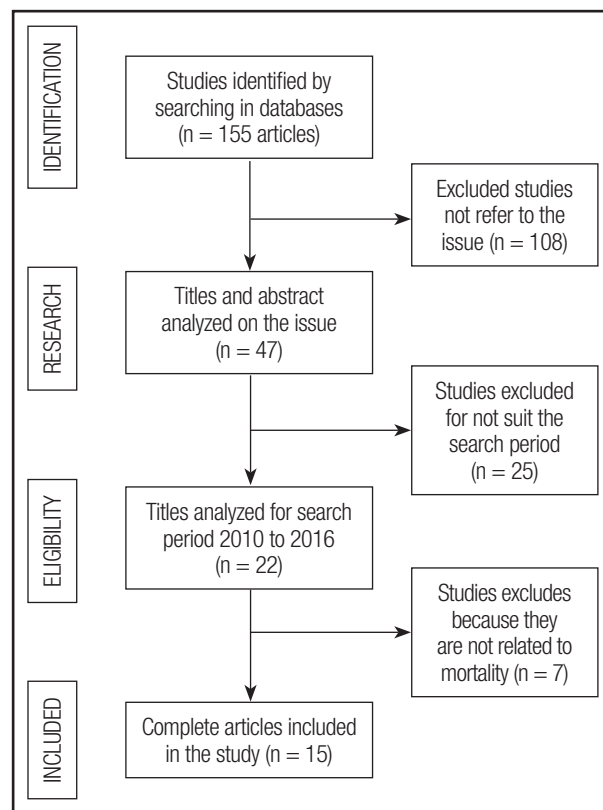 IDENTIFICATION
Studies identified by
searching in databases
(n = 155 articles)
Excluded studies
not refer to the
issue (n = 108)
RESEARCH
Titles and abstract
analyzed on the issue
(n = 47)
Studies excluded
for not suit the
search period
(n = 25)
ELIGIBILITY
Titles analyzed for search
period 2010 to 2016
(n = 22)
Studies excludes
because they
are not related to
mortality (n = 7)
INCLUDED
Complete articles included
in the study (n = 15)